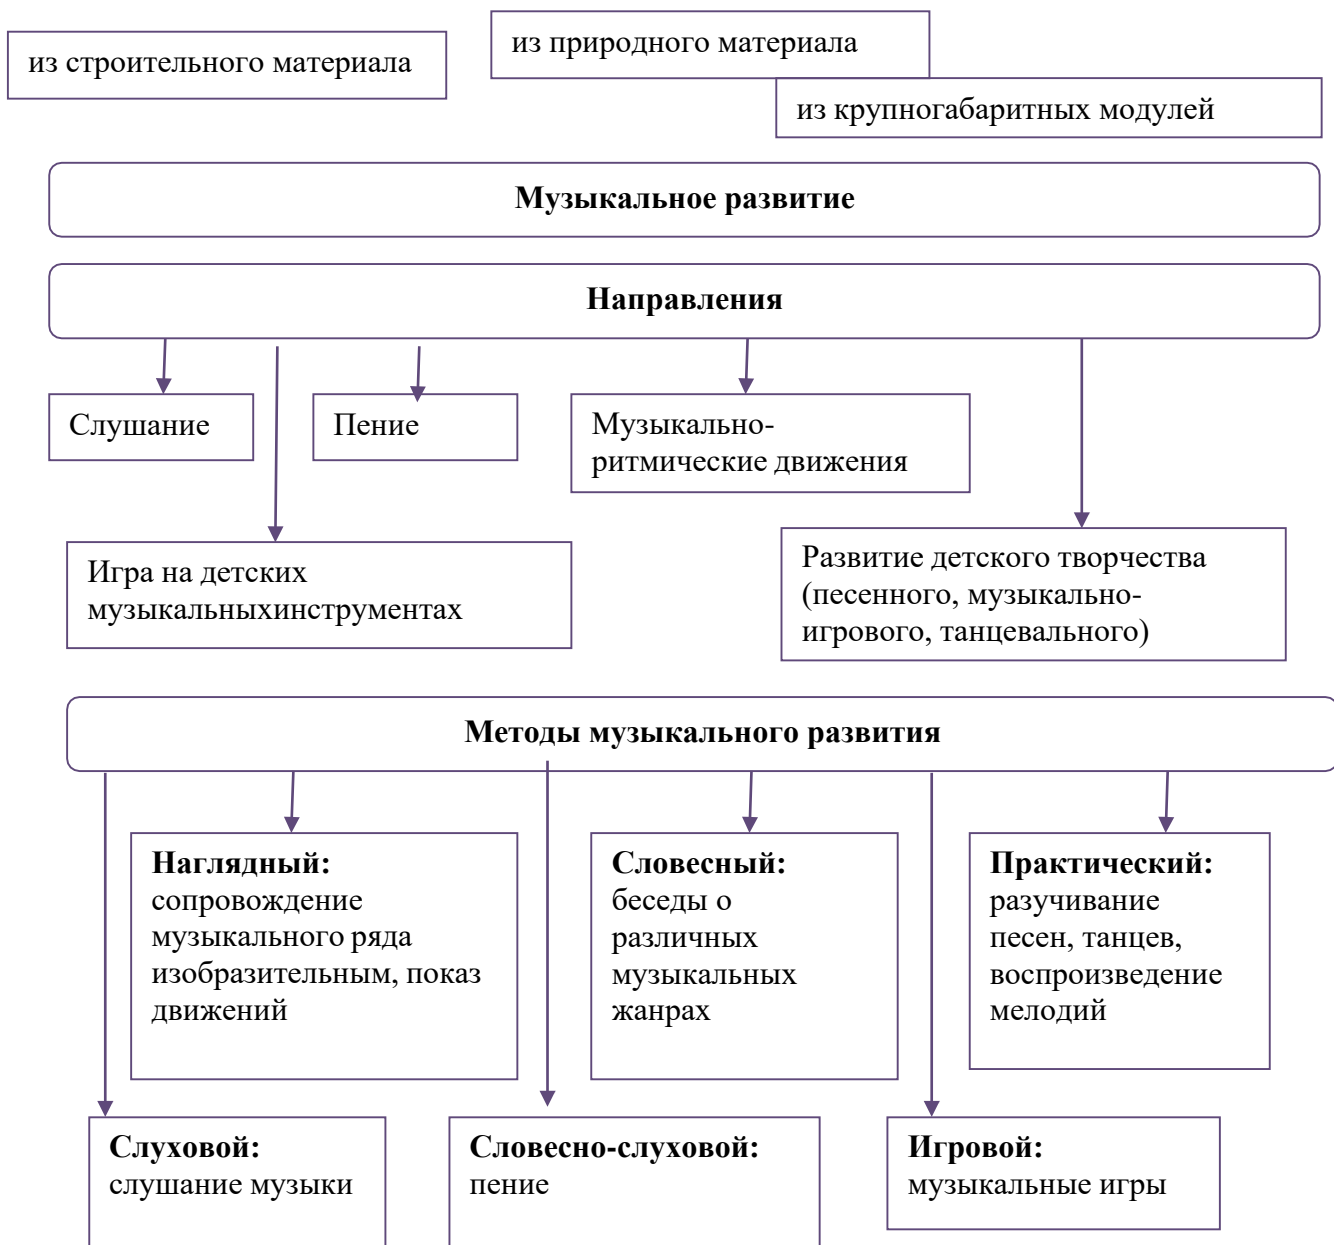 из строительного материала
из природного материала
из крупногабаритных модулей
Музыкальное развитие
Направления
Слушание
Пение
Музыкально-
ритмические движения
Игра на детских
музыкальныхинструментах
Развитие детского творчества
(песенного, музыкально-
игрового, танцевального)
Методы музыкального развития
Наглядный:
сопровождение
музыкального ряда
изобразительным, показ
движений
Словесный:
беседы о
различных
музыкальных
жанрах
Практический:
разучивание
песен, танцев,
воспроизведение
мелодий
Слуховой:
слушание музыки
Словесно-слуховой:
пение
Игровой:
музыкальные игры